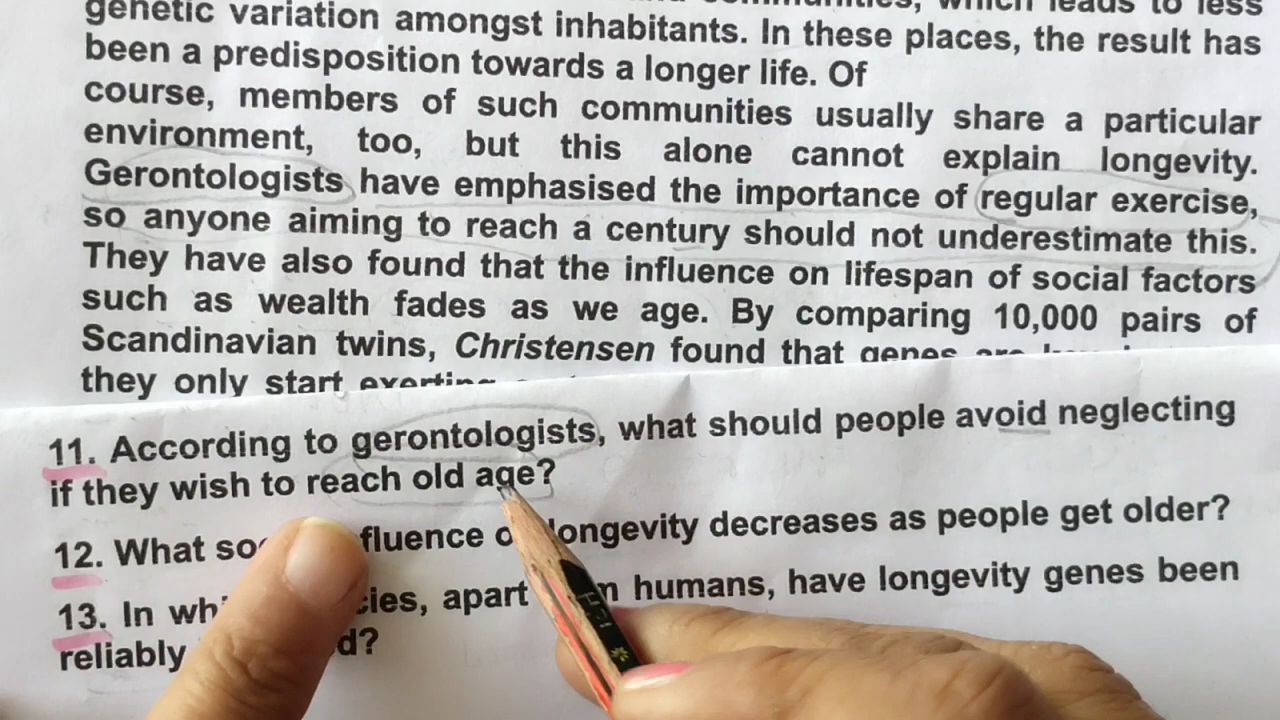 genetic variation amongst inhabitants. In these places, the result has
been a predisposition towards a longer life. Of
course, members of such communities usually share a particular
environment, too, but this alone cannot explain longevity.
Gerontologists have emphasised the importance of regular exercise,
so anyone aiming to reach a century should not underestimate this.
They have also found that the influence on lifespan of social factors
such as wealth fades as we age. By comparing 10,000 pairs of
Scandinavian twins, Christensen found that genes are
they only start exerting
11. According to gerontologists, what should people avoid neglecting
if they wish to reach old age?
12. What longevity decreases as people get older?
13. In apart humans, have longevity genes been
reliably